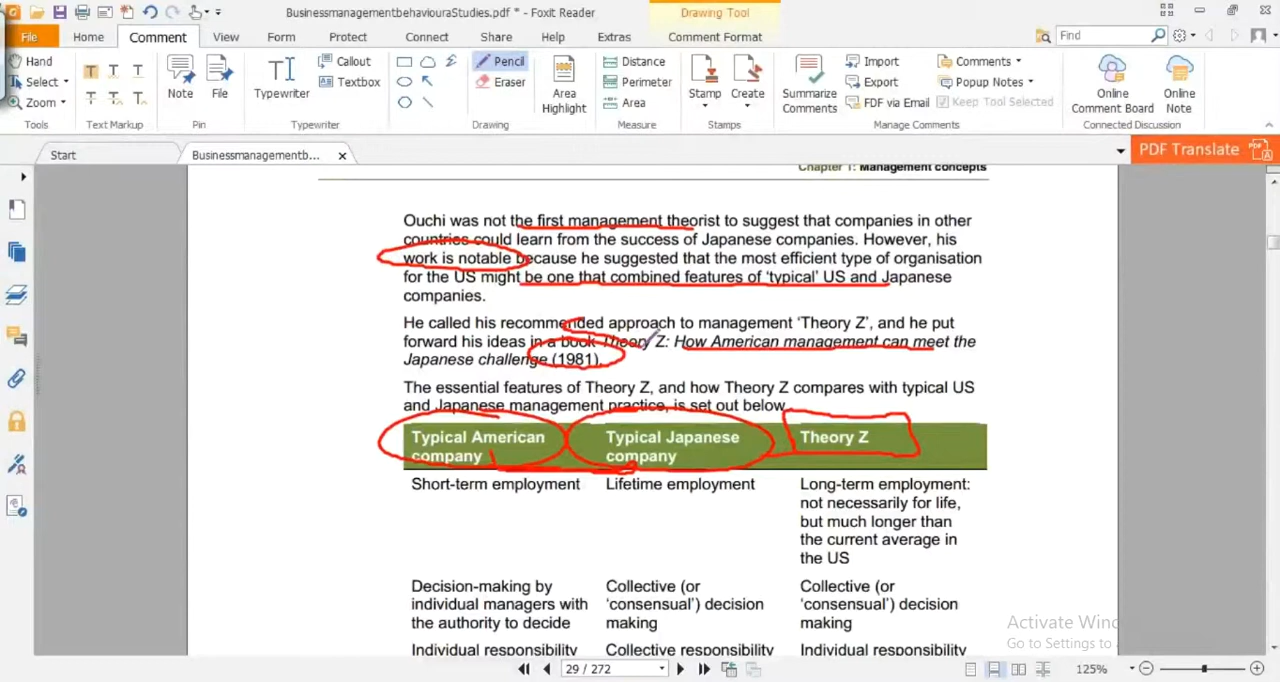 BusinessmanagementbehaviouraStudies.pdf * - Foxit Reader
Drawing Tool
File Home Comment View Form Protect Connect Share Help Extras Comment Format
Find
Hand
Select
Zoom
Tools
Text Markup
Note
File
Pin
Typewriter
Callout
Textbox
Typewriter
Pencil
Eraser
Area
Highlight
Drawing
Distance
Perimeter
Area
Measure
Stamp
Create
Stamps
Summarize
Comments
Import
Export
FDF via Email
Comments
Popup Notes
Keep Tool Selected
Manage Comments
Online
Comment Board
Online
Note
Connected Discussion
Start
Businessmanagementb...
PDF Translate
Chapter 1: Management concepts
Ouchi was not the first management theorist to suggest that companies in other
countries could learn from the success of Japanese companies. However, his
work is notable because he suggested that the most efficient type of organisation
for the US might be one that combined features of ‘typical’ US and Japanese
companies.
He called his recommended approach to management ‘Theory Z’, and he put
forward his ideas in a book Theory Z: How American management can meet the
Japanese challenge (1981).
The essential features of Theory Z, and how Theory Z compares with typical US
and Japanese management practice, is set out below
Typical American
company
Typical Japanese
company
Theory Z
Short-term employment
Lifetime employment
Long-term employment:
not necessarily for life,
but much longer than
the current average in
the US
Decision-making by
individual managers with
the authority to decide
Collective (or
‘consensual’) decision
making
Collective (or
‘consensual’) decision
making
Individual responsibility
Collective responsibility
Individual responsibility
Activate Wind
Go to Settings to
29 / 272
125%